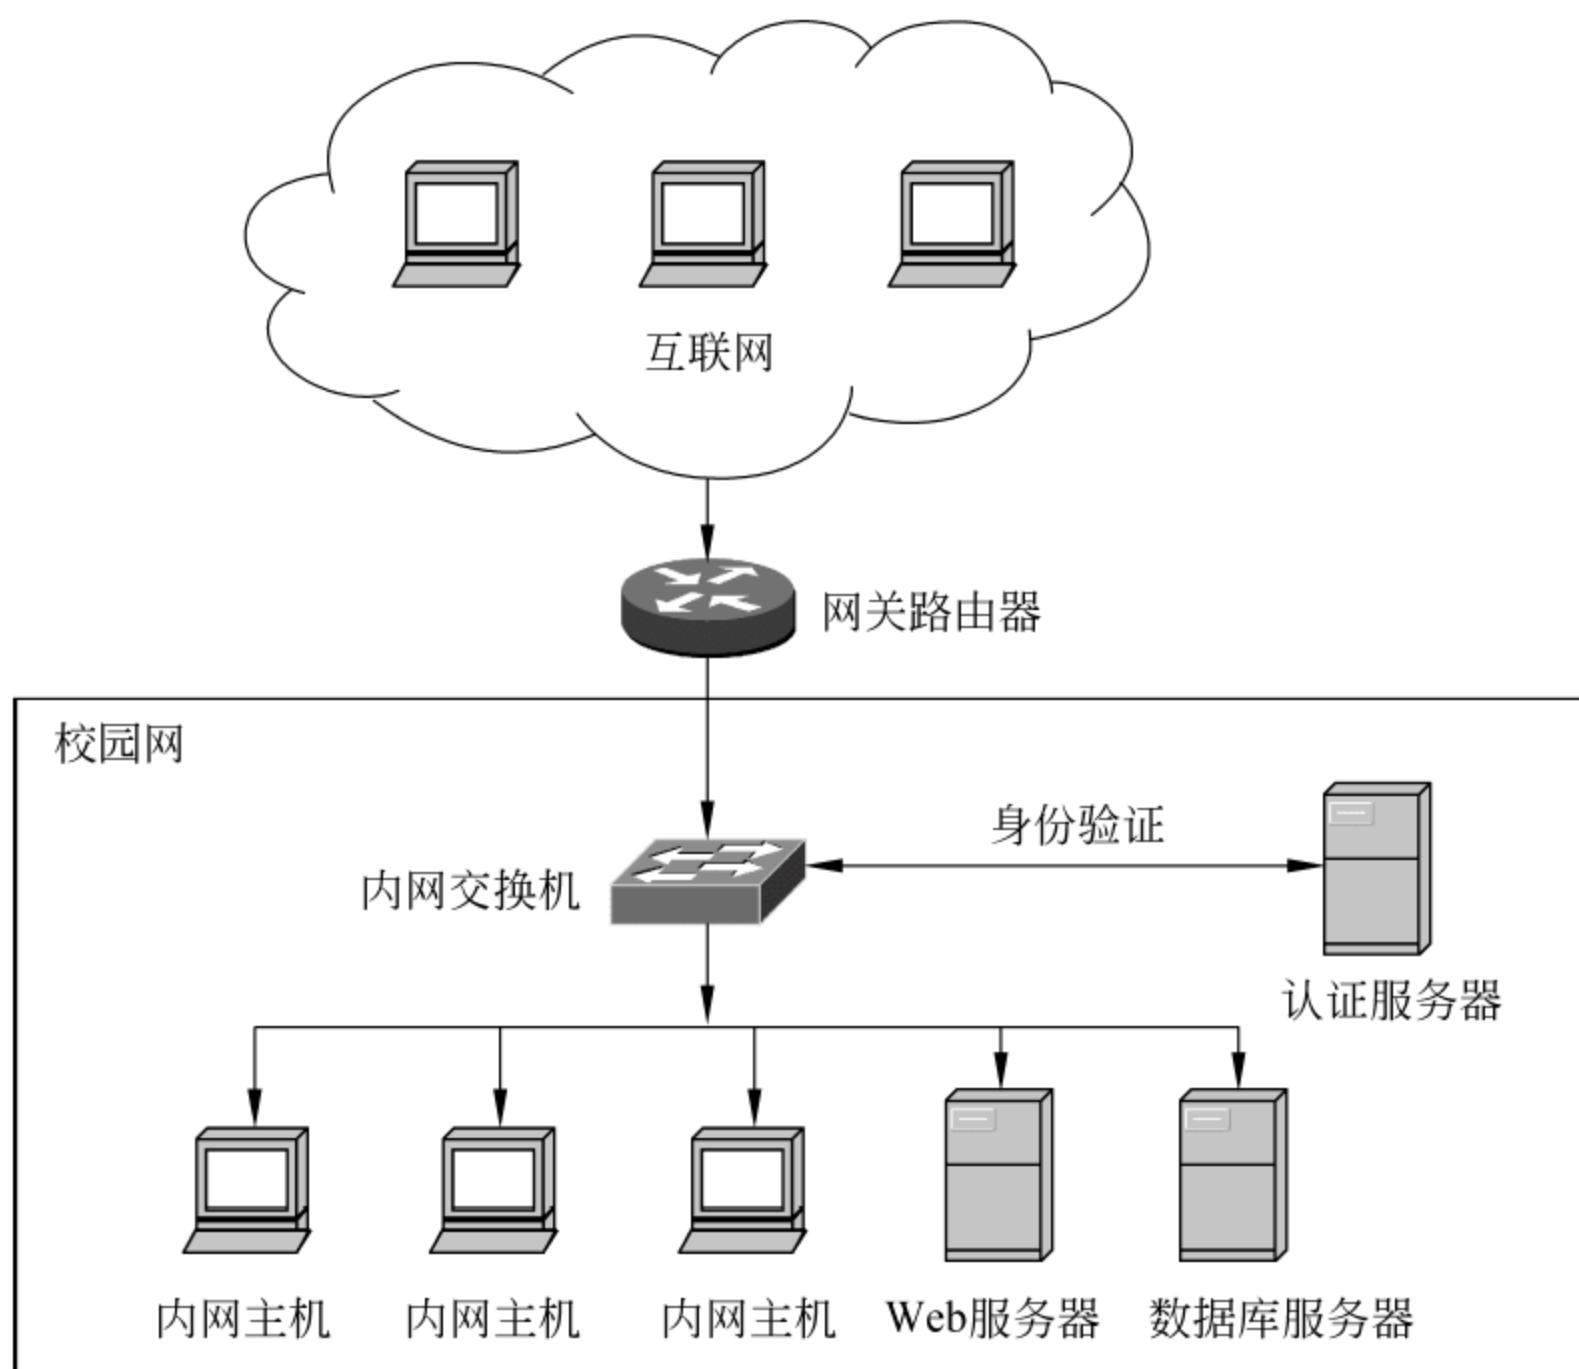 互联网
网关路由器
校园网
身份验证
内网交换机
认证服务器
内网主机
内网主机
内网主机
Web服务器
数据库服务器